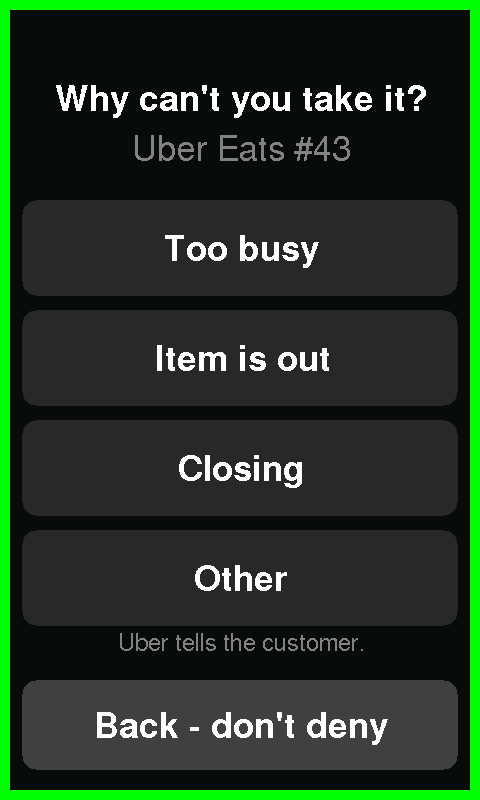 Why can't you take it?
Uber Eats #43
Too busy
Item is out
Closing
Other
Uber tells the customer.
Back - don't deny